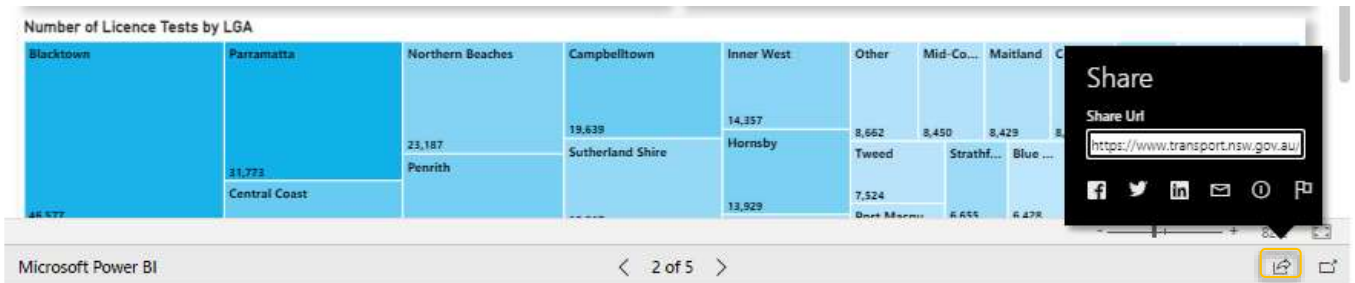 Number of Licence Tests by LGA
Blacktown
46,577
Parramatta
31,773
Central Coast
Northern Beaches
23,187
Penrith
Campbelltown
19,639
Sutherland Shire
Inner West
14,357
Hornsby
13,929
Other
8,662
Mid-Co...
8,450
Maitland
8,429
C
8,
Tweed
7,524
Strathf...
6,655
Blue ...
6,428
Share
Share Url
https://www.transport.nsw.gov.au/
- +
Microsoft Power BI
< 2 of 5 >